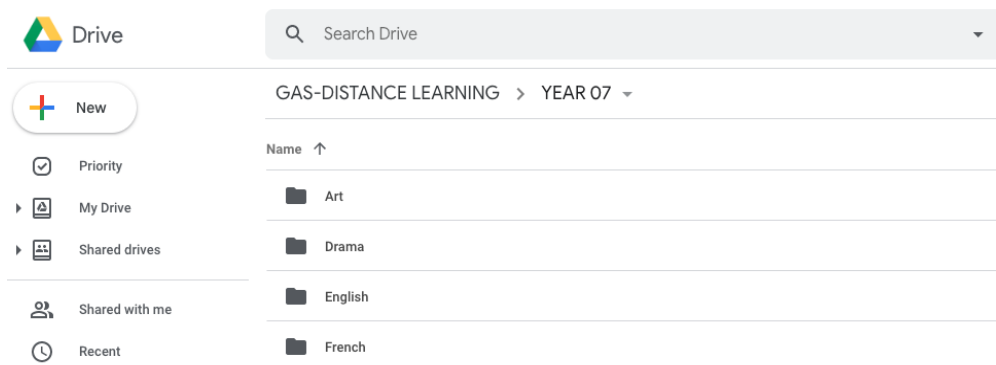 Drive
Search Drive
New
GAS-DISTANCE LEARNING > YEAR 07
Name
Priority
Art
My Drive
Drama
Shared drives
English
Shared with me
French
Recent